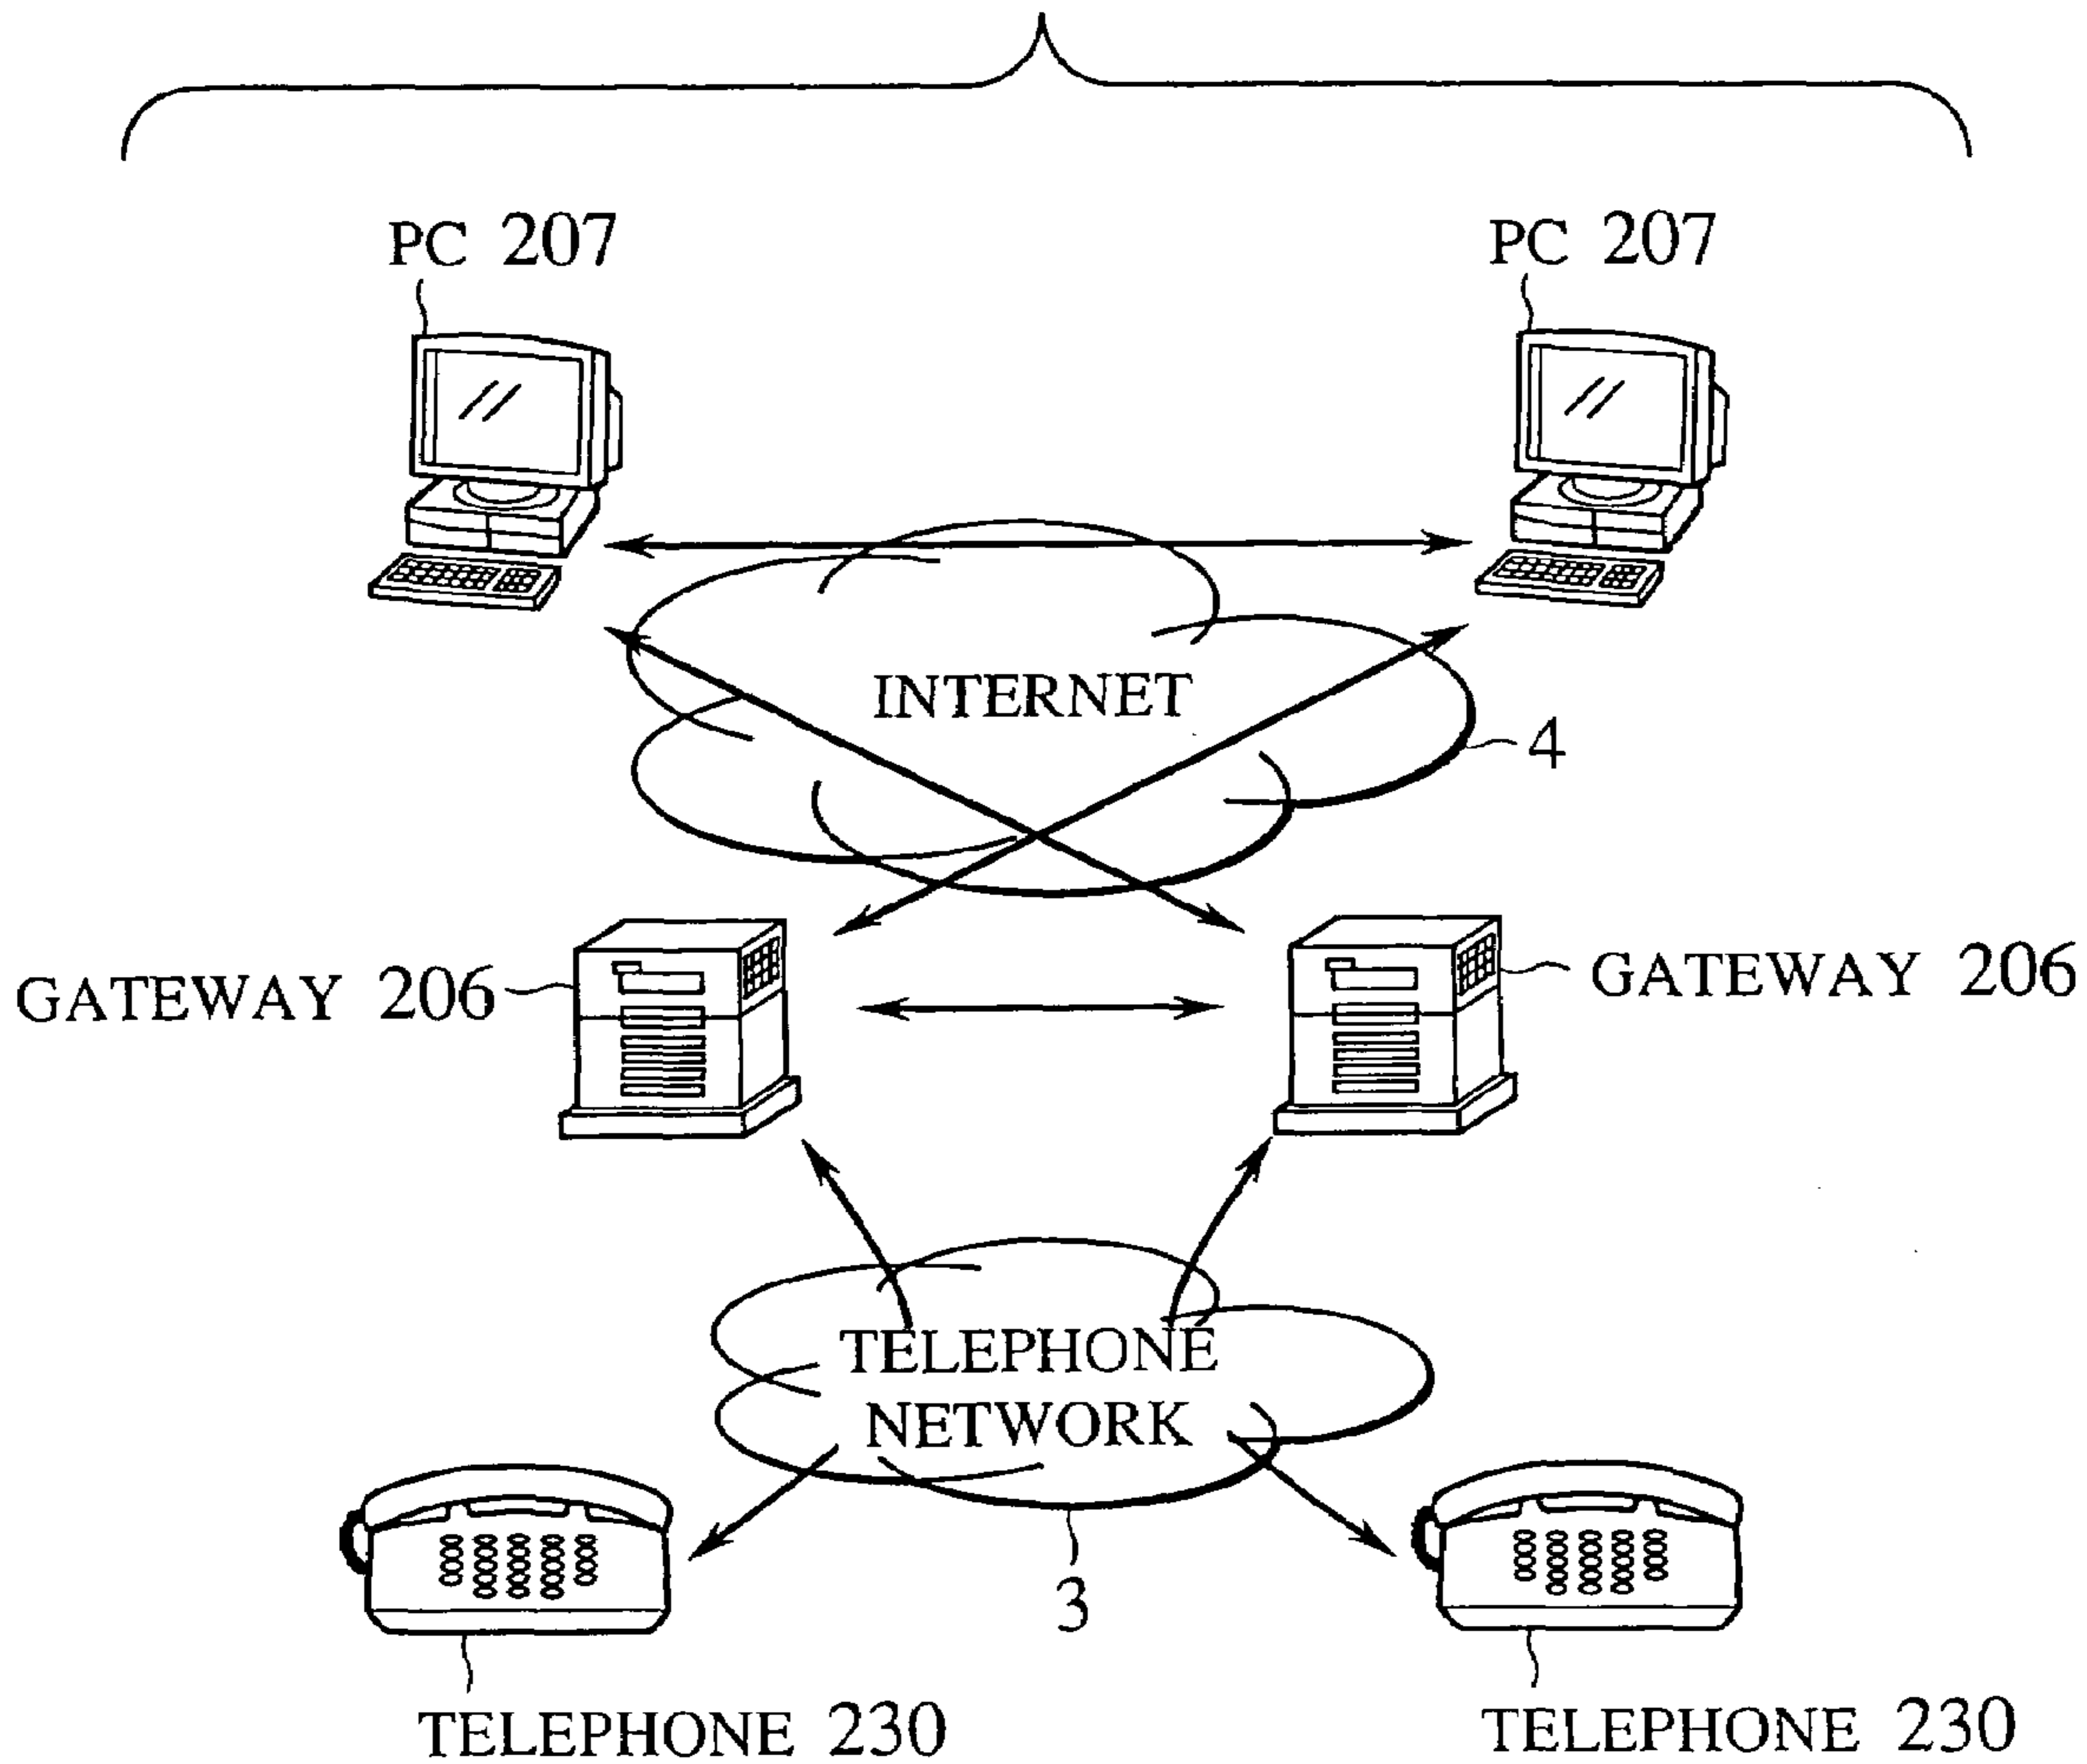 PC 207
PC 207
INTERNET
4
GATEWAY 206
GATEWAY 206
TELEPHONE
NETWORK
3
TELEPHONE 230
TELEPHONE 230